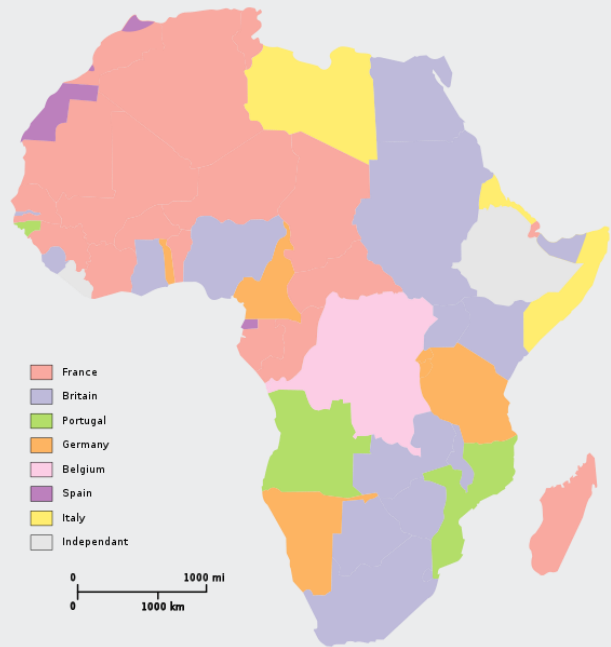 France
Britain
Portugal
Germany
Belgium
Spain
Italy
Independant
0 1000 mi
0 1000 km